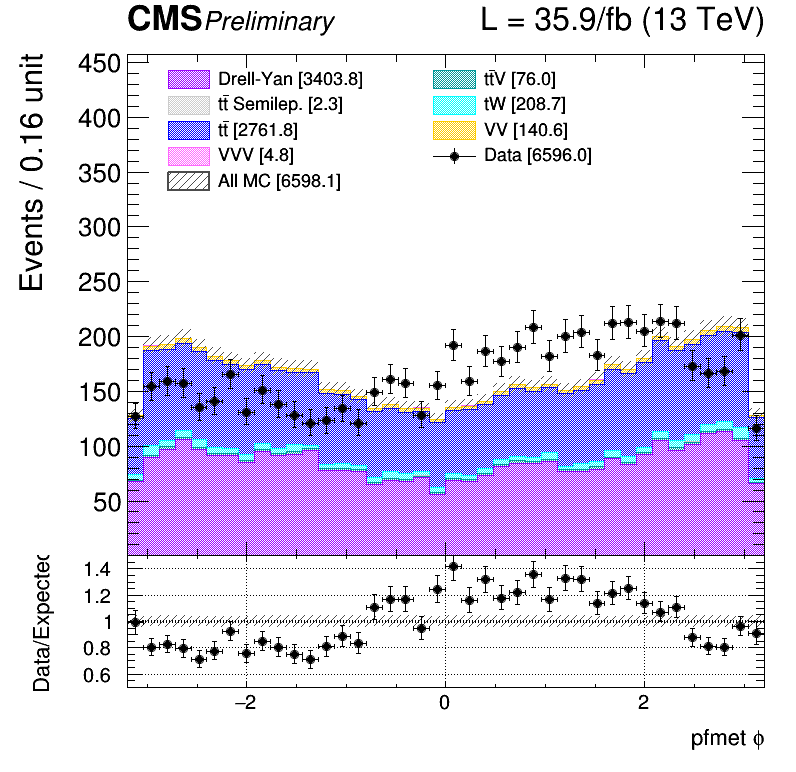 CMS Preliminary L = 35.9/fb (13 TeV)
Events / 0.16 unit
450
400
350
300
250
200
150
100
50
Drell-Yan [3403.8]
tt̄ Semilep. [2.3]
tt̄ [2761.8]
VVV [4.8]
All MC [6598.1]
tt̄V [76.0]
tW [208.7]
VV [140.6]
Data [6596.0]
Data/Expected
1.4
1.2
1
0.8
0.6
−2 0 2
pfmet ϕ